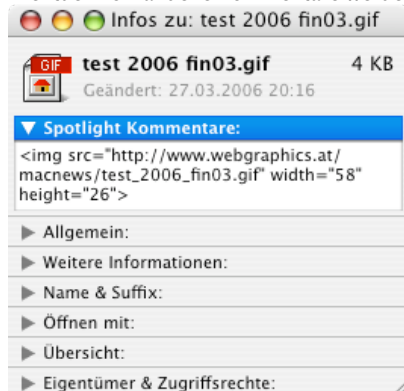 Infos zu: test 2006 fin03.gif
GIF
test 2006 fin03.gif 4 KB
Geändert: 27.03.2006 20:16
Spotlight Kommentare:
<img src="http://www.webgraphics.at/
macnews/test_2006_fin03.gif" width="58"
height="26">
Allgemein:
Weitere Informationen:
Name & Suffix:
Öffnen mit:
Übersicht:
Eigentümer & Zugriffsrechte: